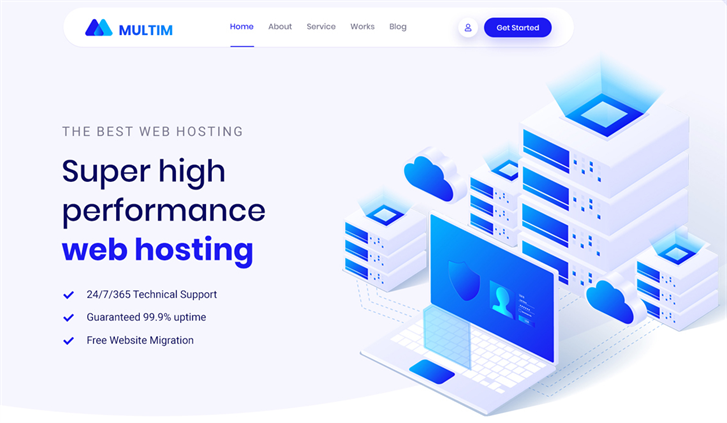 MULTIM
Home About Service Works Blog
Get Started
THE BEST WEB HOSTING
Super high
performance
web hosting
24/7/365 Technical Support
Guaranteed 99.9% uptime
Free Website Migration